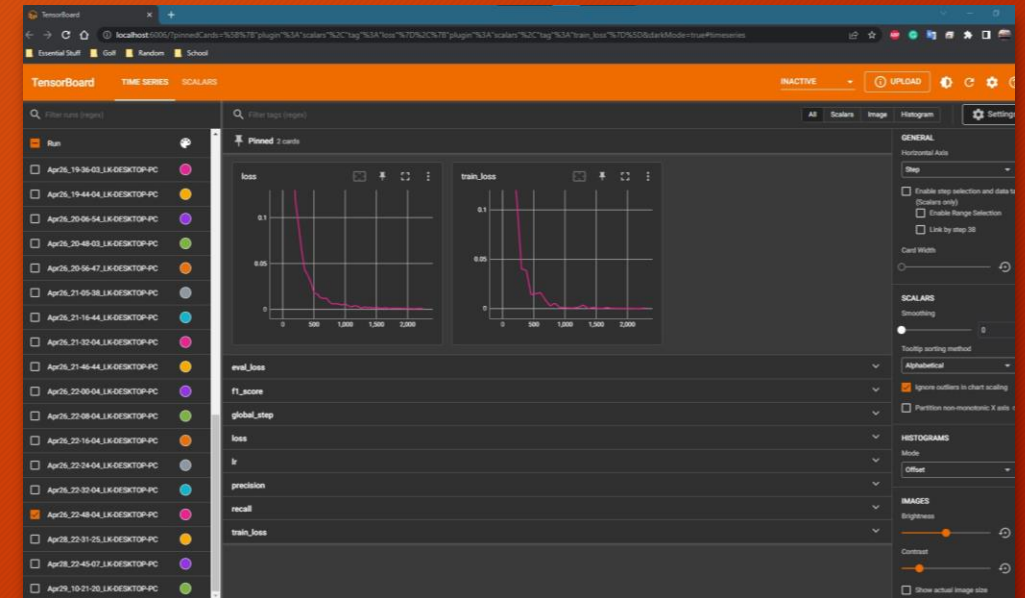 TensorBoard
localhost:6006/?pinnedCards=%5B%7B"plugin"%3A"scalars"%2C"tag"%3A"loss"%7D%2C%7B"plugin"%3A"scalars"%2C"tag"%3A"train_loss"%7D%5D&darkMode=true#timeseries
Essential Stuff Golf Random School
TensorBoard TIME SERIES SCALARS INACTIVE UPLOAD
Filter runs (regex) Filter tags (regex) All Scalars Image Histogram Settings
Run Pinned 2 cards GENERAL
Horizontal Axis
Apr26_19-36-03_LK-DESKTOP-PC loss train_loss Step
Apr26_19-44-04_LK-DESKTOP-PC Enable step selection and data
(Scalars only)
Apr26_20-06-54_LK-DESKTOP-PC 0.1 0.1 Enable Range Selection
Apr26_20-48-03_LK-DESKTOP-PC Link by step 38
Card Width
Apr26_20-56-47_LK-DESKTOP-PC 0.05 0.05
Apr26_21-05-38_LK-DESKTOP-PC SCALARS
Apr26_21-16-44_LK-DESKTOP-PC 0 0 Smoothing
0 500 1,000 1,500 2,000 0 500 1,000 1,500 2,000 0
Apr26_21-32-04_LK-DESKTOP-PC Tooltip sorting method
Apr26_21-46-44_LK-DESKTOP-PC eval_loss Alphabetical
Apr26_22-00-04_LK-DESKTOP-PC f1_score Ignore outliers in chart scaling
Apr26_22-08-04_LK-DESKTOP-PC global_step Partition non-monotonic X axis
Apr26_22-16-04_LK-DESKTOP-PC loss HISTOGRAMS
Mode
Apr26_22-24-04_LK-DESKTOP-PC lr Offset
Apr26_22-32-04_LK-DESKTOP-PC precision
IMAGES
Apr26_22-48-04_LK-DESKTOP-PC recall Brightness
Apr28_22-31-25_LK-DESKTOP-PC train_loss
Apr28_22-45-07_LK-DESKTOP-PC Contrast
Apr29_10-21-20_LK-DESKTOP-PC Show actual image size